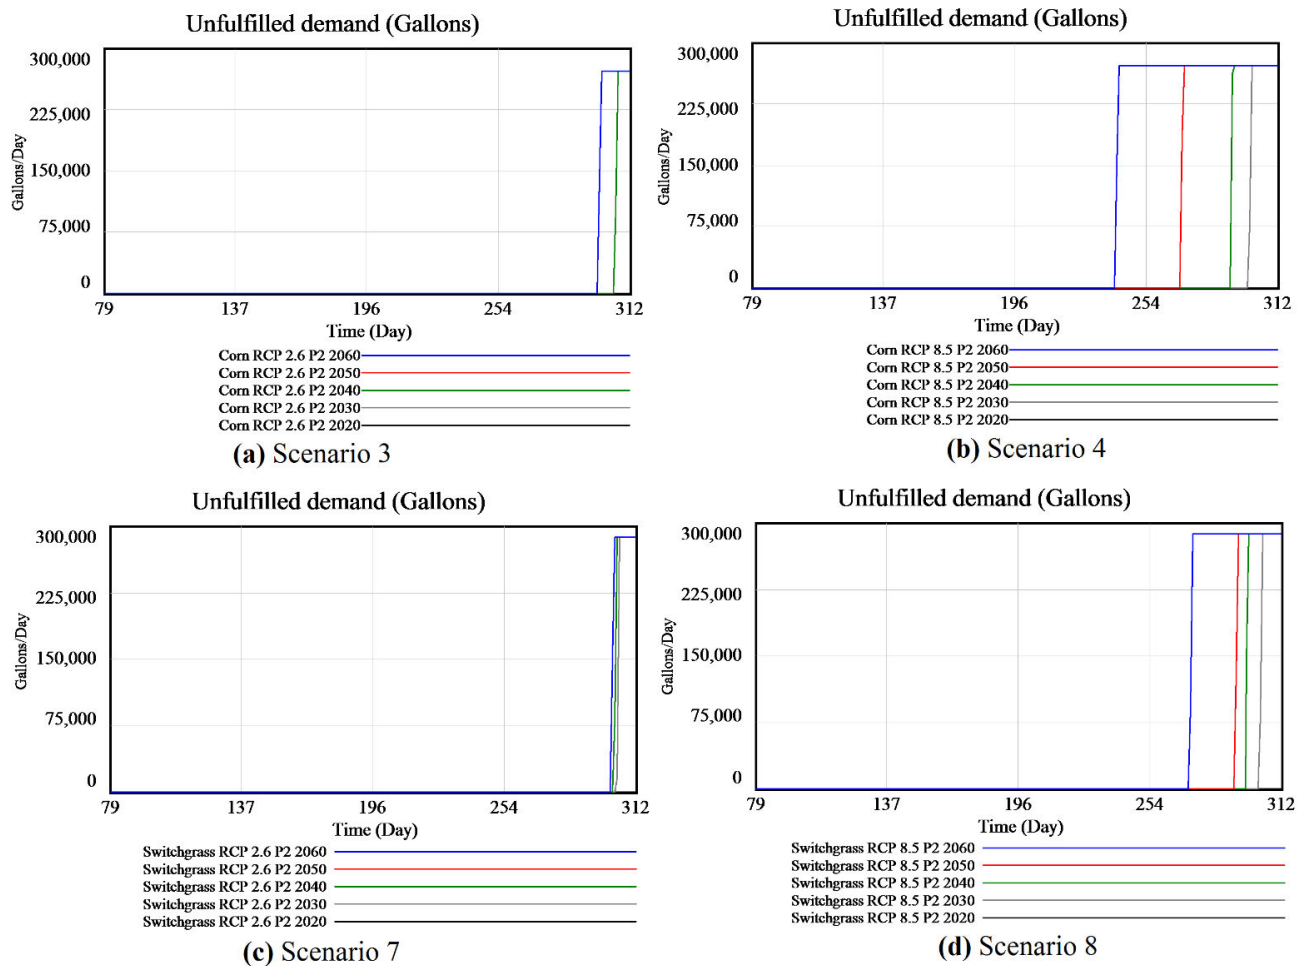 Unfulfilled demand (Gallons)
300,000
225,000
150,000
75,000
0
Gallons/Day
79 137 196 254 312
Time (Day)
Corn RCP 2.6 P2 2060
Corn RCP 2.6 P2 2050
Corn RCP 2.6 P2 2040
Corn RCP 2.6 P2 2030
Corn RCP 2.6 P2 2020
(a) Scenario 3
Unfulfilled demand (Gallons)
300,000
225,000
150,000
75,000
0
Gallons/Day
79 137 196 254 312
Time (Day)
Corn RCP 8.5 P2 2060
Corn RCP 8.5 P2 2050
Corn RCP 8.5 P2 2040
Corn RCP 8.5 P2 2030
Corn RCP 8.5 P2 2020
(b) Scenario 4
Unfulfilled demand (Gallons)
300,000
225,000
150,000
75,000
0
Gallons/Day
79 137 196 254 312
Time (Day)
Switchgrass RCP 2.6 P2 2060
Switchgrass RCP 2.6 P2 2050
Switchgrass RCP 2.6 P2 2040
Switchgrass RCP 2.6 P2 2030
Switchgrass RCP 2.6 P2 2020
(c) Scenario 7
Unfulfilled demand (Gallons)
300,000
225,000
150,000
75,000
0
Gallons/Day
79 137 196 254 312
Time (Day)
Switchgrass RCP 8.5 P2 2060
Switchgrass RCP 8.5 P2 2050
Switchgrass RCP 8.5 P2 2040
Switchgrass RCP 8.5 P2 2030
Switchgrass RCP 8.5 P2 2020
(d) Scenario 8